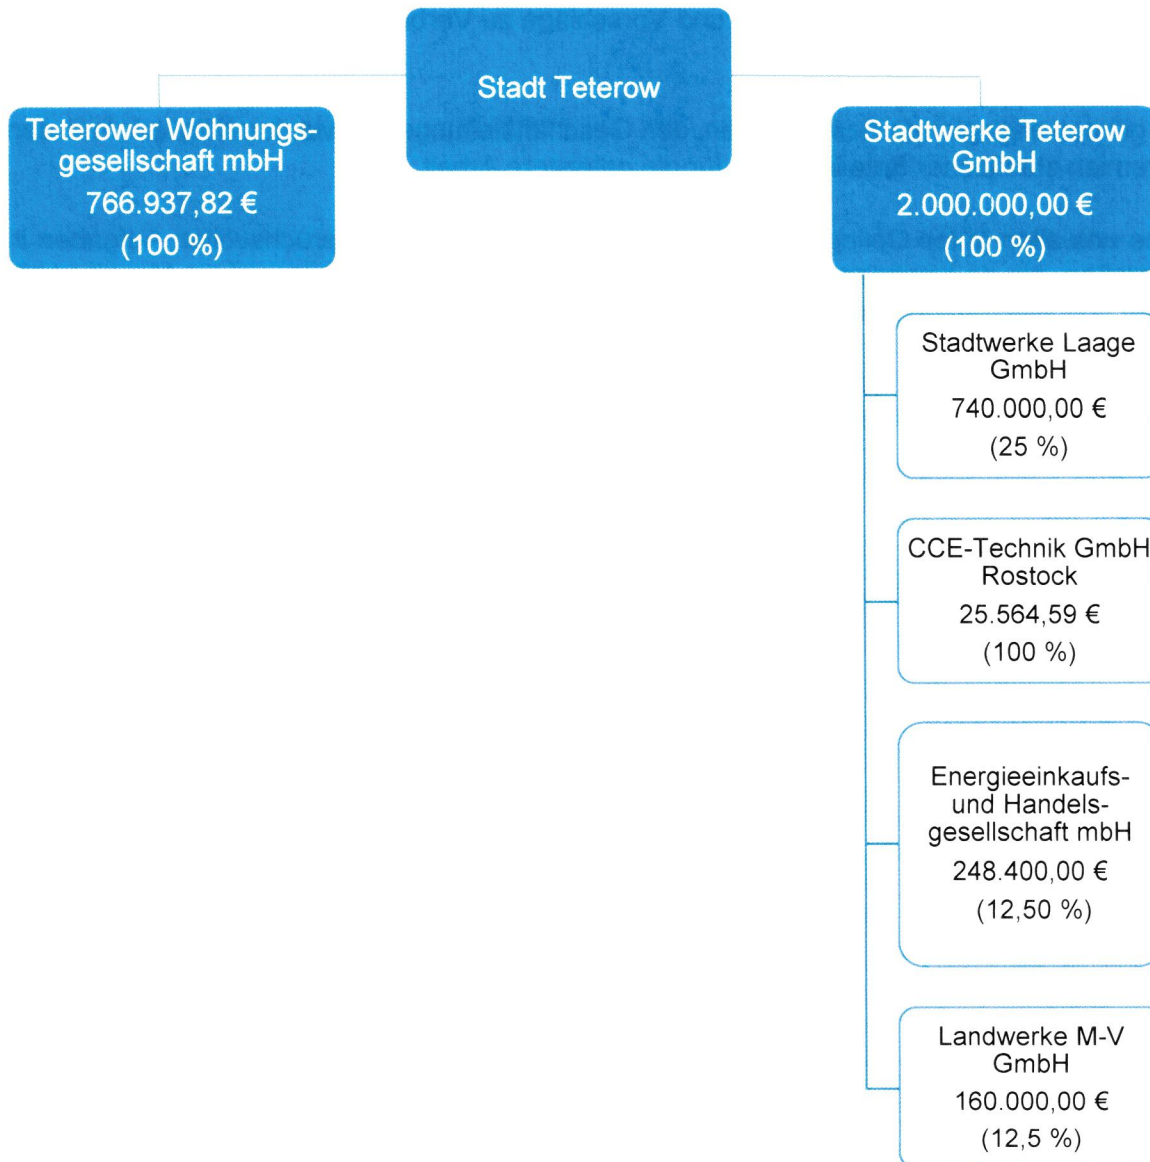 Stadt Teterow
Teterower Wohnungs-
gesellschaft mbH
766.937,82 €
(100 %)
Stadtwerke Teterow
GmbH
2.000.000,00 €
(100 %)
Stadtwerke Laage
GmbH
740.000,00 €
(25 %)
CCE-Technik GmbH
Rostock
25.564,59 €
(100 %)
Energieeinkaufs-
und Handels-
gesellschaft mbH
248.400,00 €
(12,50 %)
Landwerke M-V
GmbH
160.000,00 €
(12,5 %)